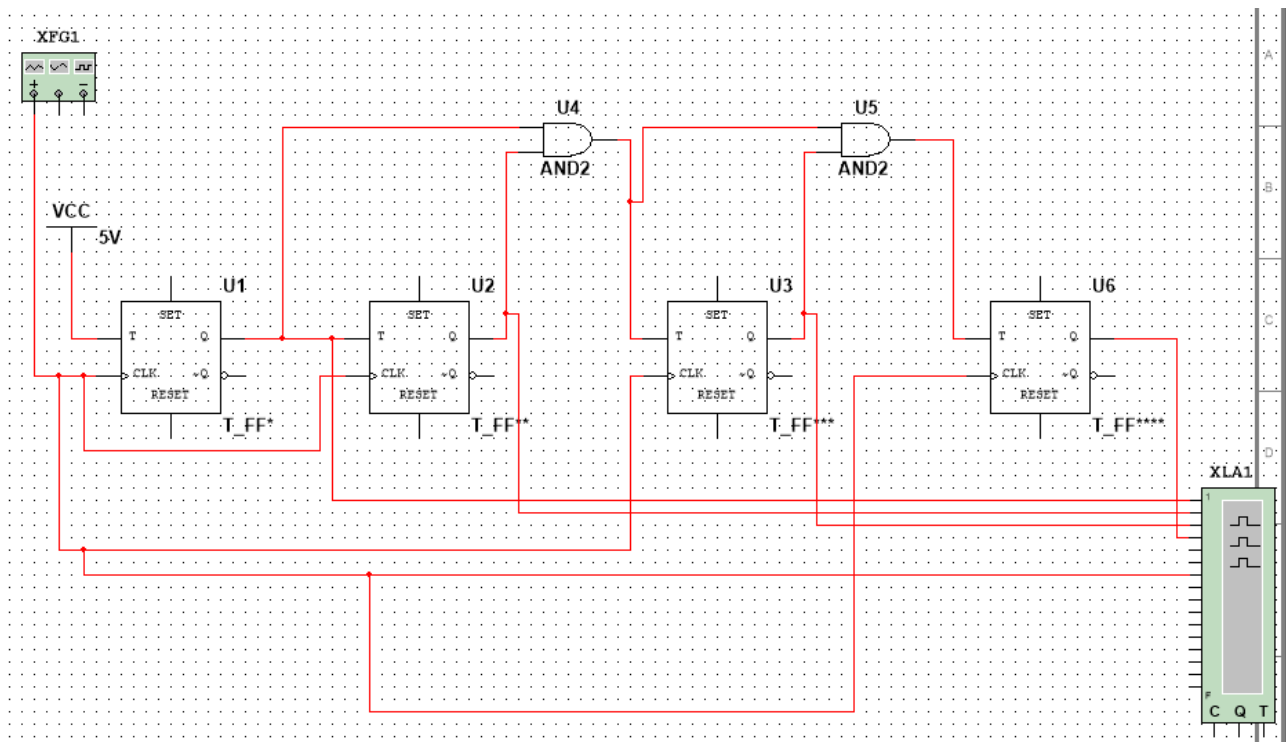 XFG1
+ −
A
U4
U5
AND2
AND2
B
VCC
5V
U1
U2
U3
U6
SET
SET
SET
SET
T Q
T Q
T Q
T Q
C
CLK ~Q
CLK ~Q
CLK ~Q
CLK ~Q
RESET
RESET
RESET
RESET
T_FF*
T_FF**
T_FF***
T_FF****
D
XLA1
1
F
C Q T